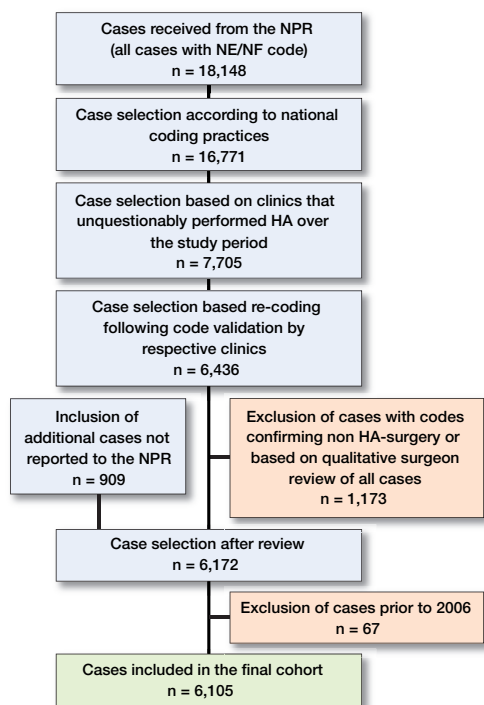 Cases received from the NPR
(all cases with NE/NF code)
n = 18,148
Case selection according to national
coding practices
n = 16,771
Case selection based on clinics that
unquestionably performed HA over
the study period
n = 7,705
Case selection based re-coding
following code validation by
respective clinics
n = 6,436
Inclusion of
additional cases not
reported to the NPR
n = 909
Exclusion of cases with codes
confirming non HA-surgery or
based on qualitative surgeon
review of all cases
n = 1,173
Case selection after review
n = 6,172
Exclusion of cases prior to 2006
n = 67
Cases included in the final cohort
n = 6,105